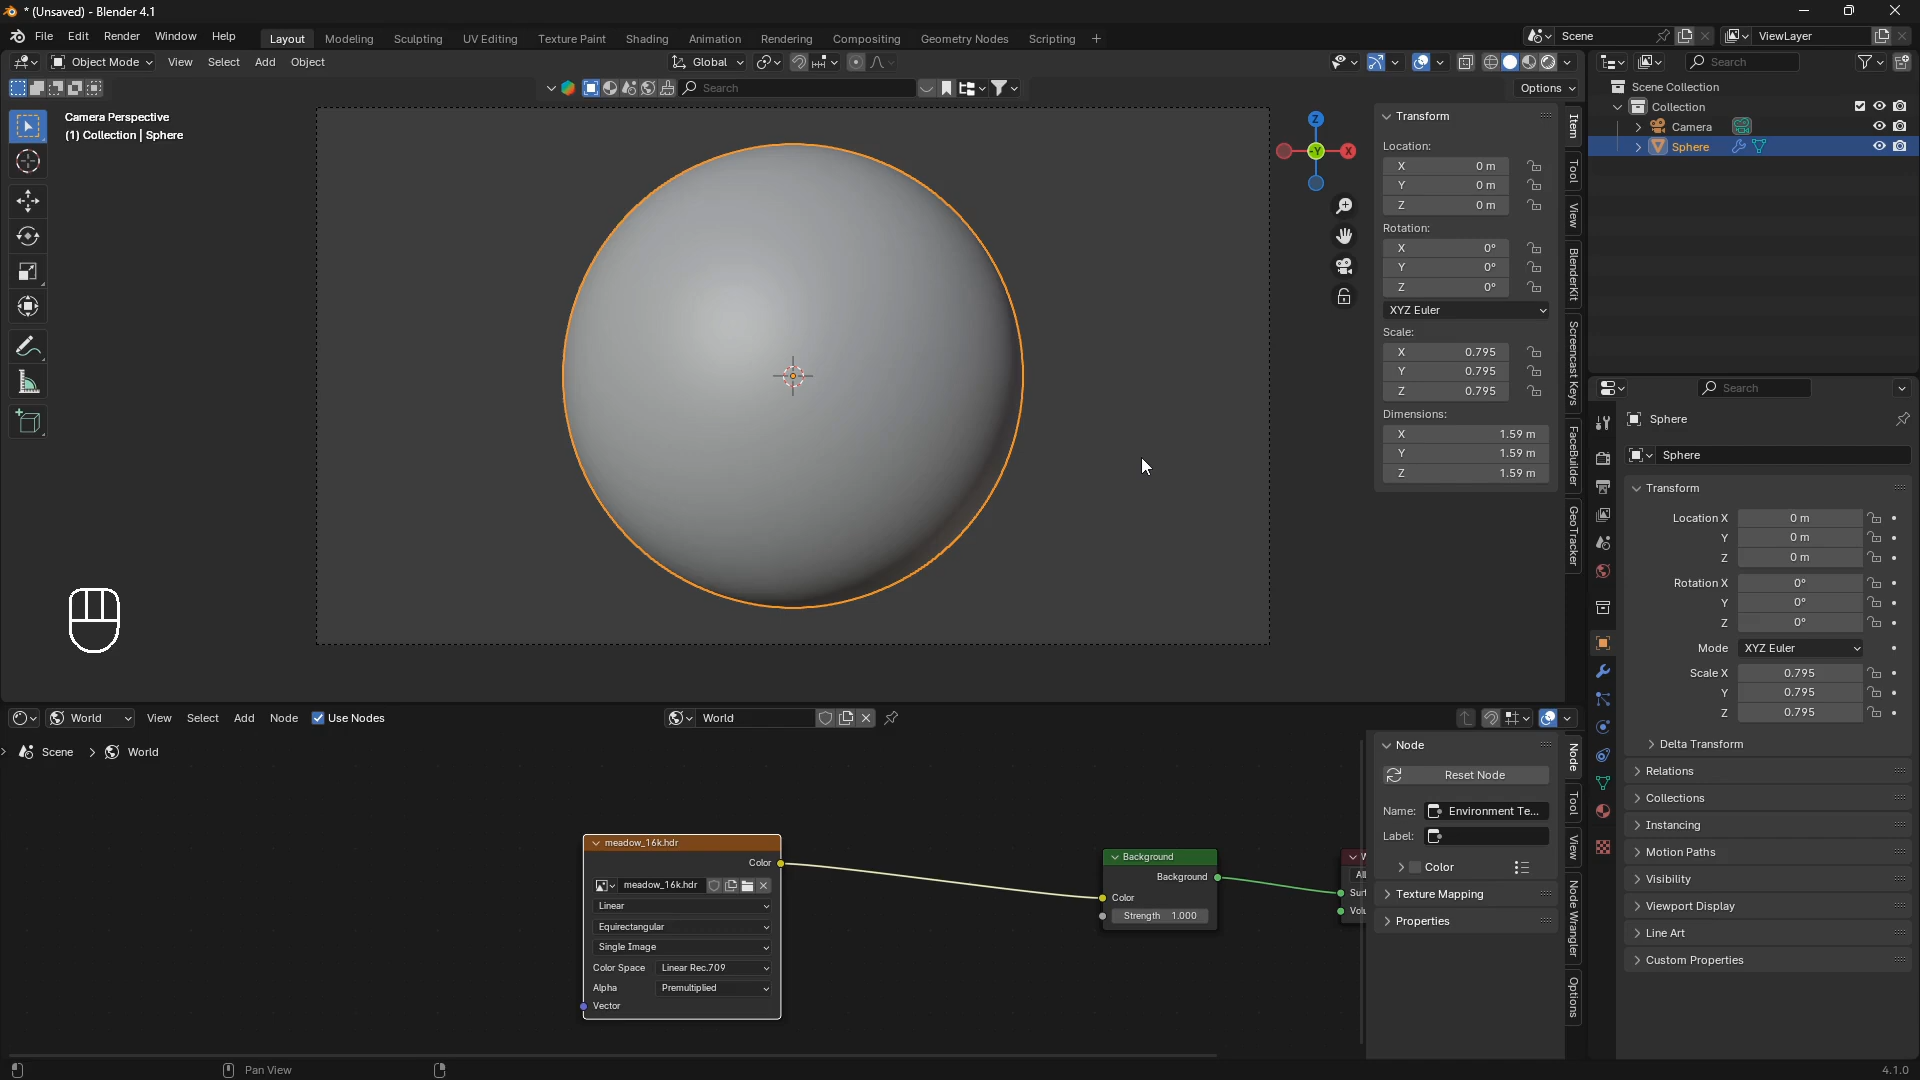 * (Unsaved) - Blender 4.1
File Edit Render Window Help
Layout Modeling Sculpting UV Editing Texture Paint Shading Animation Rendering Compositing Geometry Nodes Scripting +
Scene
ViewLayer
Object Mode View Select Add Object
Global
Search
Search
Options
Camera Perspective
(1) Collection | Sphere
Z
-Y
X
Transform
Location:
X 0 m
Y 0 m
Z 0 m
Rotation:
X 0°
Y 0°
Z 0°
XYZ Euler
Scale:
X 0.795
Y 0.795
Z 0.795
Dimensions:
X 1.59 m
Y 1.59 m
Z 1.59 m
Item
Tool
View
BlenderKit
Screencast Keys
FaceBuilder
GeoTracker
Scene Collection
Collection
Camera
Sphere
Search
Sphere
Sphere
Transform
Location X 0 m
Y 0 m
Z 0 m
Rotation X 0°
Y 0°
Z 0°
Mode XYZ Euler
Scale X 0.795
Y 0.795
Z 0.795
Delta Transform
Relations
Collections
Instancing
Motion Paths
Visibility
Viewport Display
Line Art
Custom Properties
World View Select Add Node Use Nodes
World
Scene > World
meadow_16k.hdr
Color
meadow_16k.hdr
Linear
Equirectangular
Single Image
Color Space Linear Rec.709
Alpha Premultiplied
Vector
Background
Background
Color
Strength 1.000
W
All
Surf
Volu
Node
Reset Node
Name: Environment Te...
Label:
Color
Texture Mapping
Properties
Node
Tool
View
Node Wrangler
Options
Pan View
4.1.0